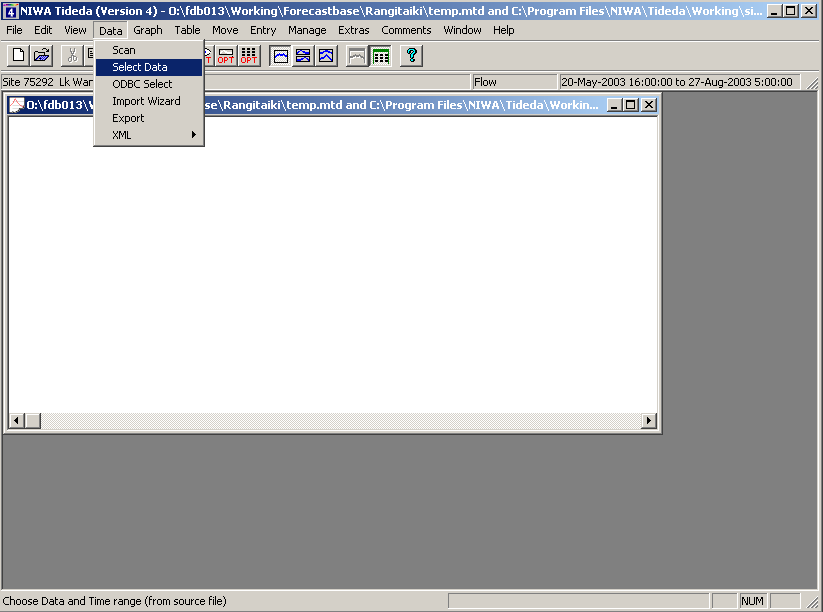 NIWA Tideda (Version 4) - O:\fdb013\Working\Forecastbase\Rangitaiki\temp.mtd and C:\Program Files\NIWA\Tideda\Working\si...
File Edit View Data Graph Table Move Entry Manage Extras Comments Window Help
OPT OPT
Site 75292 Lk War Flow 20-May-2003 16:00:00 to 27-Aug-2003 5:00:00
Scan
Select Data
ODBC Select
Import Wizard
Export
XML
O:\fdb013\W base\Rangitaiki\temp.mtd and C:\Program Files\NIWA\Tideda\Workin...
Choose Data and Time range (from source file) NUM